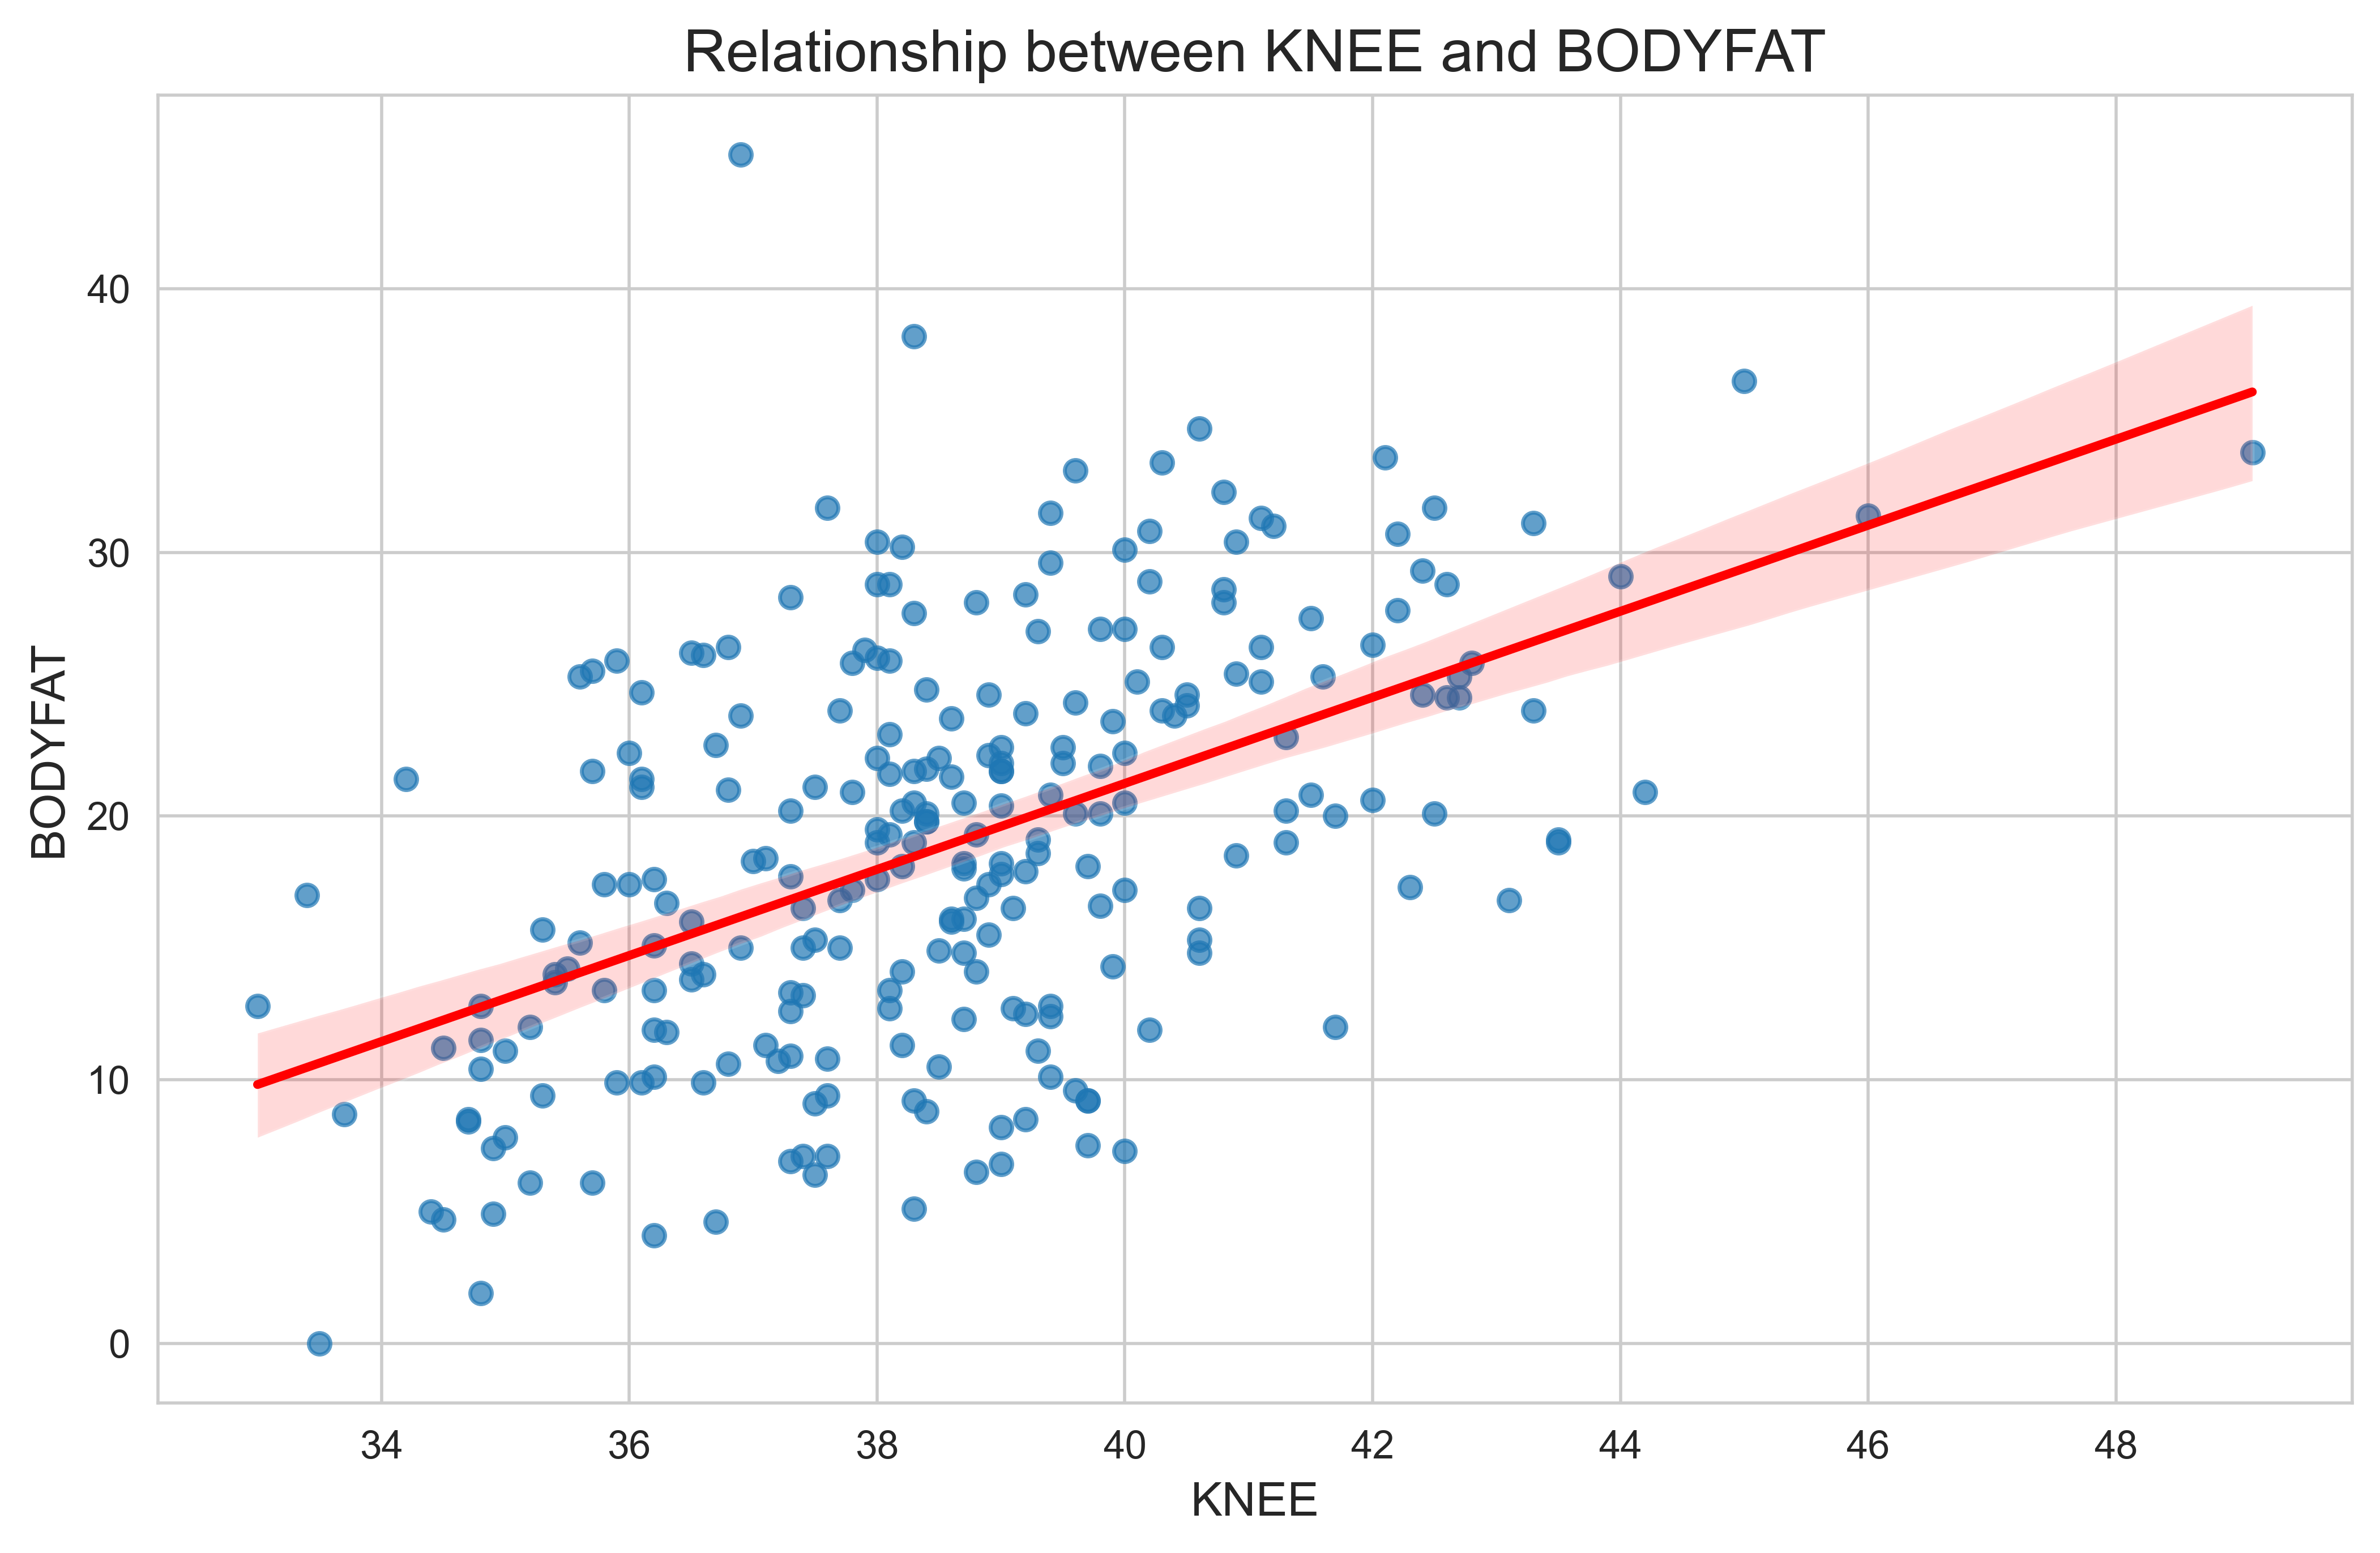 Relationship between KNEE and BODYFAT
BODYFAT
40
30
20
10
0
34 36 38 40 42 44 46 48
KNEE